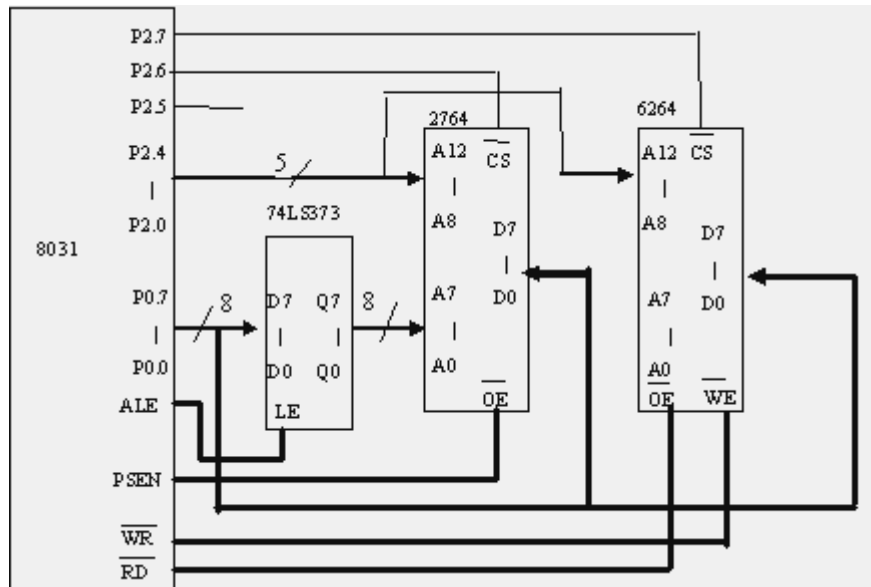 P2.7
P2.6
P2.5
P2.4
|
P2.0
8031
P0.7
|
P0.0
ALE
PSEN
WR
RD
5
74LS373
8
D7 Q7
| |
D0 Q0
LE
8
2764
A12 CS
|
A8
D7
|
D0
A7
|
A0
OE
6264
A12 CS
|
A8
D7
|
D0
A7
|
A0
OE WE